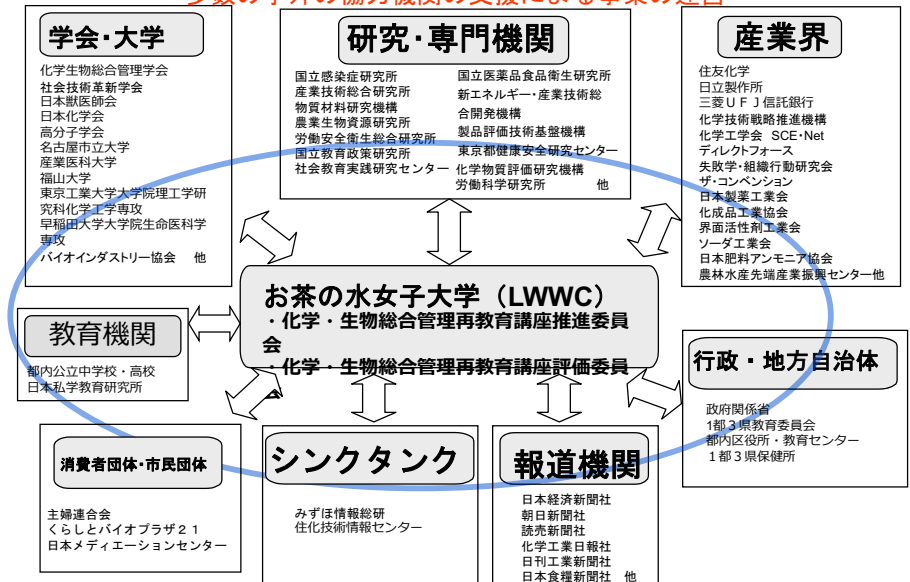 多数の学外の協力機関の支援による事業の運営
学会・大学
化学生物総合管理学会
社会技術革新学会
日本獣医師会
日本化学会
高分子学会
名古屋市立大学
産業医科大学
福山大学
東京工業大学大学院理工学研
究科化学工学専攻
早稲田大学大学院生命医科学
専攻
バイオインダストリー協会 他
研究・専門機関
国立感染症研究所
産業技術総合研究所
物質材料研究機構
農業生物資源研究所
労働安全衛生総合研究所
国立教育政策研究所
社会教育実践研究センター
国立医薬品食品衛生研究所
新エネルギー・産業技術総
合開発機構
製品評価技術基盤機構
東京都健康安全研究センター
化学物質評価研究機構
労働科学研究所 他
産業界
住友化学
日立製作所
三菱UFJ信託銀行
化学技術戦略推進機構
化学工学会 SCE・Net
ディレクトフォース
失敗学・組織行動研究会
ザ・コンベンション
日本製薬工業会
化成品工業協会
界面活性剤工業会
ソーダ工業会
日本肥料アンモニア協会
農林水産先端産業振興センター他
お茶の水女子大学(LWWC)
・化学・生物総合管理再教育講座推進委員
会
・化学・生物総合管理再教育講座評価委員
教育機関
都内公立中学校・高校
日本私学教育研究所
行政・地方自治体
政府関係省
1都3県教育委員会
都内区役所・教育センター
1都3県保健所
消費者団体・市民団体
主婦連合会
くらしとバイオプラザ21
日本メディエーションセンター
シンクタンク
みずほ情報総研
住化技術情報センター
報道機関
日本経済新聞社
朝日新聞社
読売新聞社
化学工業日報社
日刊工業新聞社
日本食糧新聞社 他